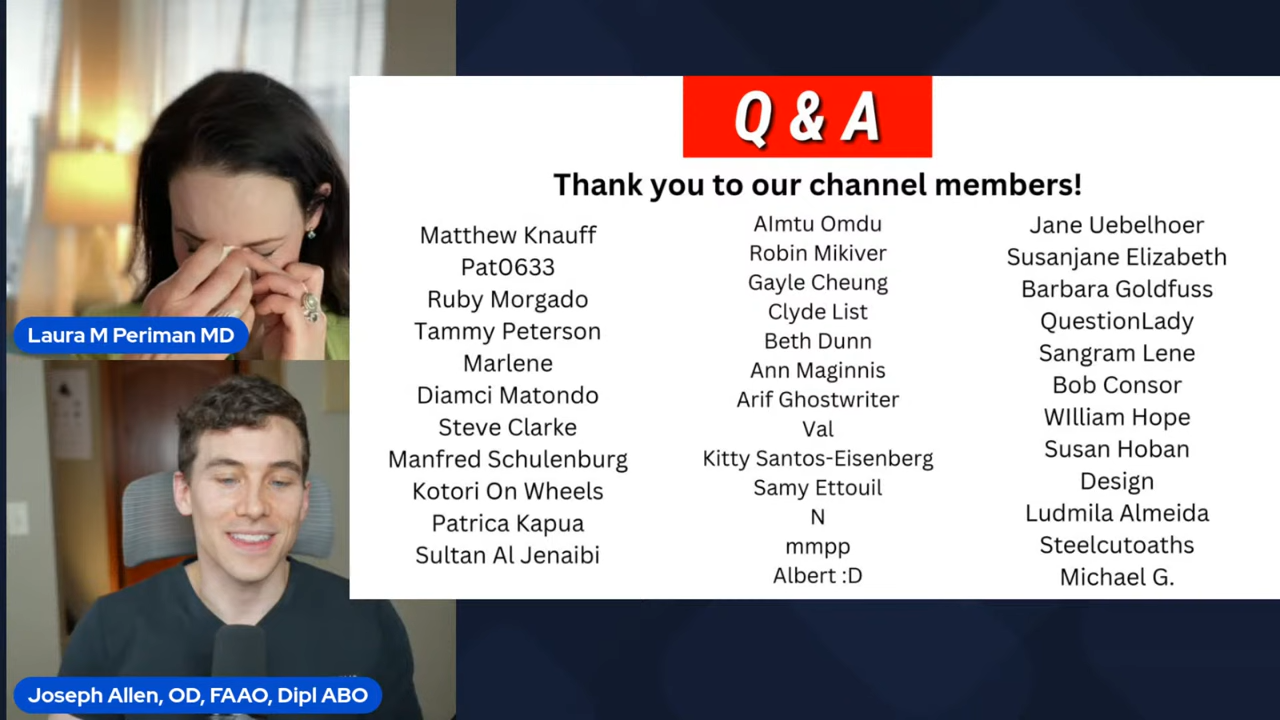 Q & A
Thank you to our channel members!
Matthew Knauff
Pat0633
Ruby Morgado
Tammy Peterson
Marlene
Diamci Matondo
Steve Clarke
Manfred Schulenburg
Kotori On Wheels
Patrica Kapua
Sultan Al Jenaibi
AImtu Omdu
Robin Mikiver
Gayle Cheung
Clyde List
Beth Dunn
Ann Maginnis
Arif Ghostwriter
Val
Kitty Santos-Eisenberg
Samy Ettouil
N
mmpp
Albert :D
Jane Uebelhoer
Susanjane Elizabeth
Barbara Goldfuss
QuestionLady
Sangram Lene
Bob Consor
WIlliam Hope
Susan Hoban
Design
Ludmila Almeida
Steelcutoaths
Michael G.
Laura M Periman MD
Joseph Allen, OD, FAAO, Dipl ABO